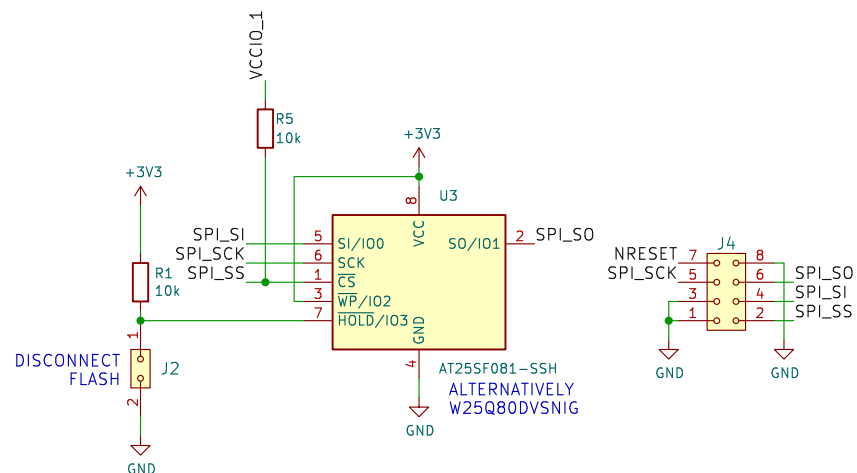 VCCIO_1
R5
10k
+3V3
+3V3
U3
8
VCC
SPI_SI
5
SI/IO0
SO/IO1
2
SPI_SO
SPI_SCK
6
SCK
SPI_SS
1
CS
3
WP/IO2
7
HOLD/IO3
GND
4
R1
10k
1
DISCONNECT
FLASH
J2
2
GND
AT25SF081-SSH
ALTERNATIVELY
W25Q80DVSNIG
GND
J4
NRESET
7
8
SPI_SCK
5
6
SPI_SO
3
4
SPI_SI
1
2
SPI_SS
GND
GND